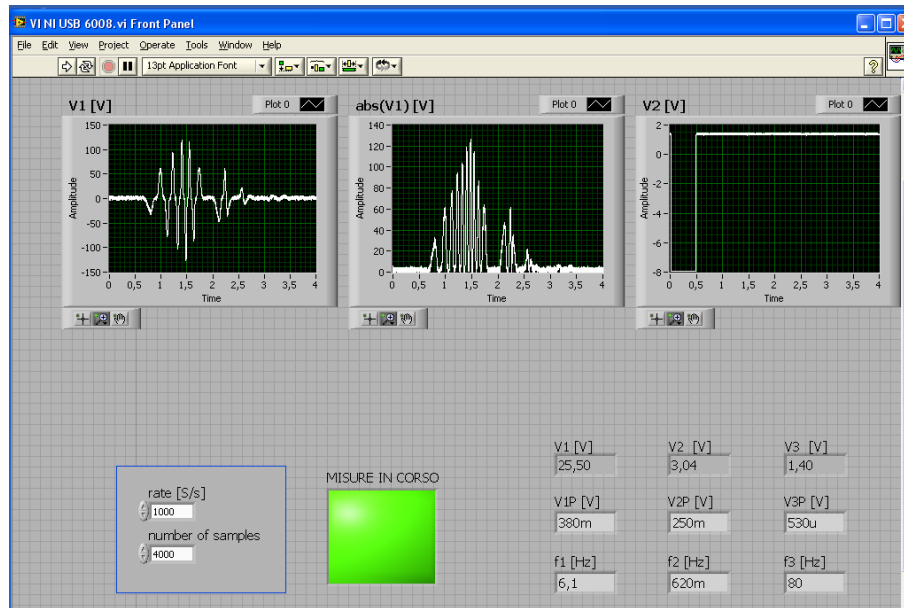 VI NI USB 6008.vi Front Panel
File Edit View Project Operate Tools Window Help
13pt Application Font
V1 [V] Plot 0
150
100
50
0
-50
-100
-150
Amplitude
0 0,5 1 1,5 2 2,5 3 3,5 4
Time
abs(V1) [V] Plot 0
140
120
100
80
60
40
20
0
Amplitude
0 0,5 1 1,5 2 2,5 3 3,5 4
Time
V2 [V] Plot 0
2
0
-2
-4
-6
-8
Amplitude
0 0,5 1 1,5 2 2,5 3 3,5 4
Time
rate [S/s]
1000
number of samples
4000
MISURE IN CORSO
V1 [V] V2 [V] V3 [V]
25,50 3,04 1,40
V1P [V] V2P [V] V3P [V]
380m 250m 530u
f1 [Hz] f2 [Hz] f3 [Hz]
6,1 620m 80